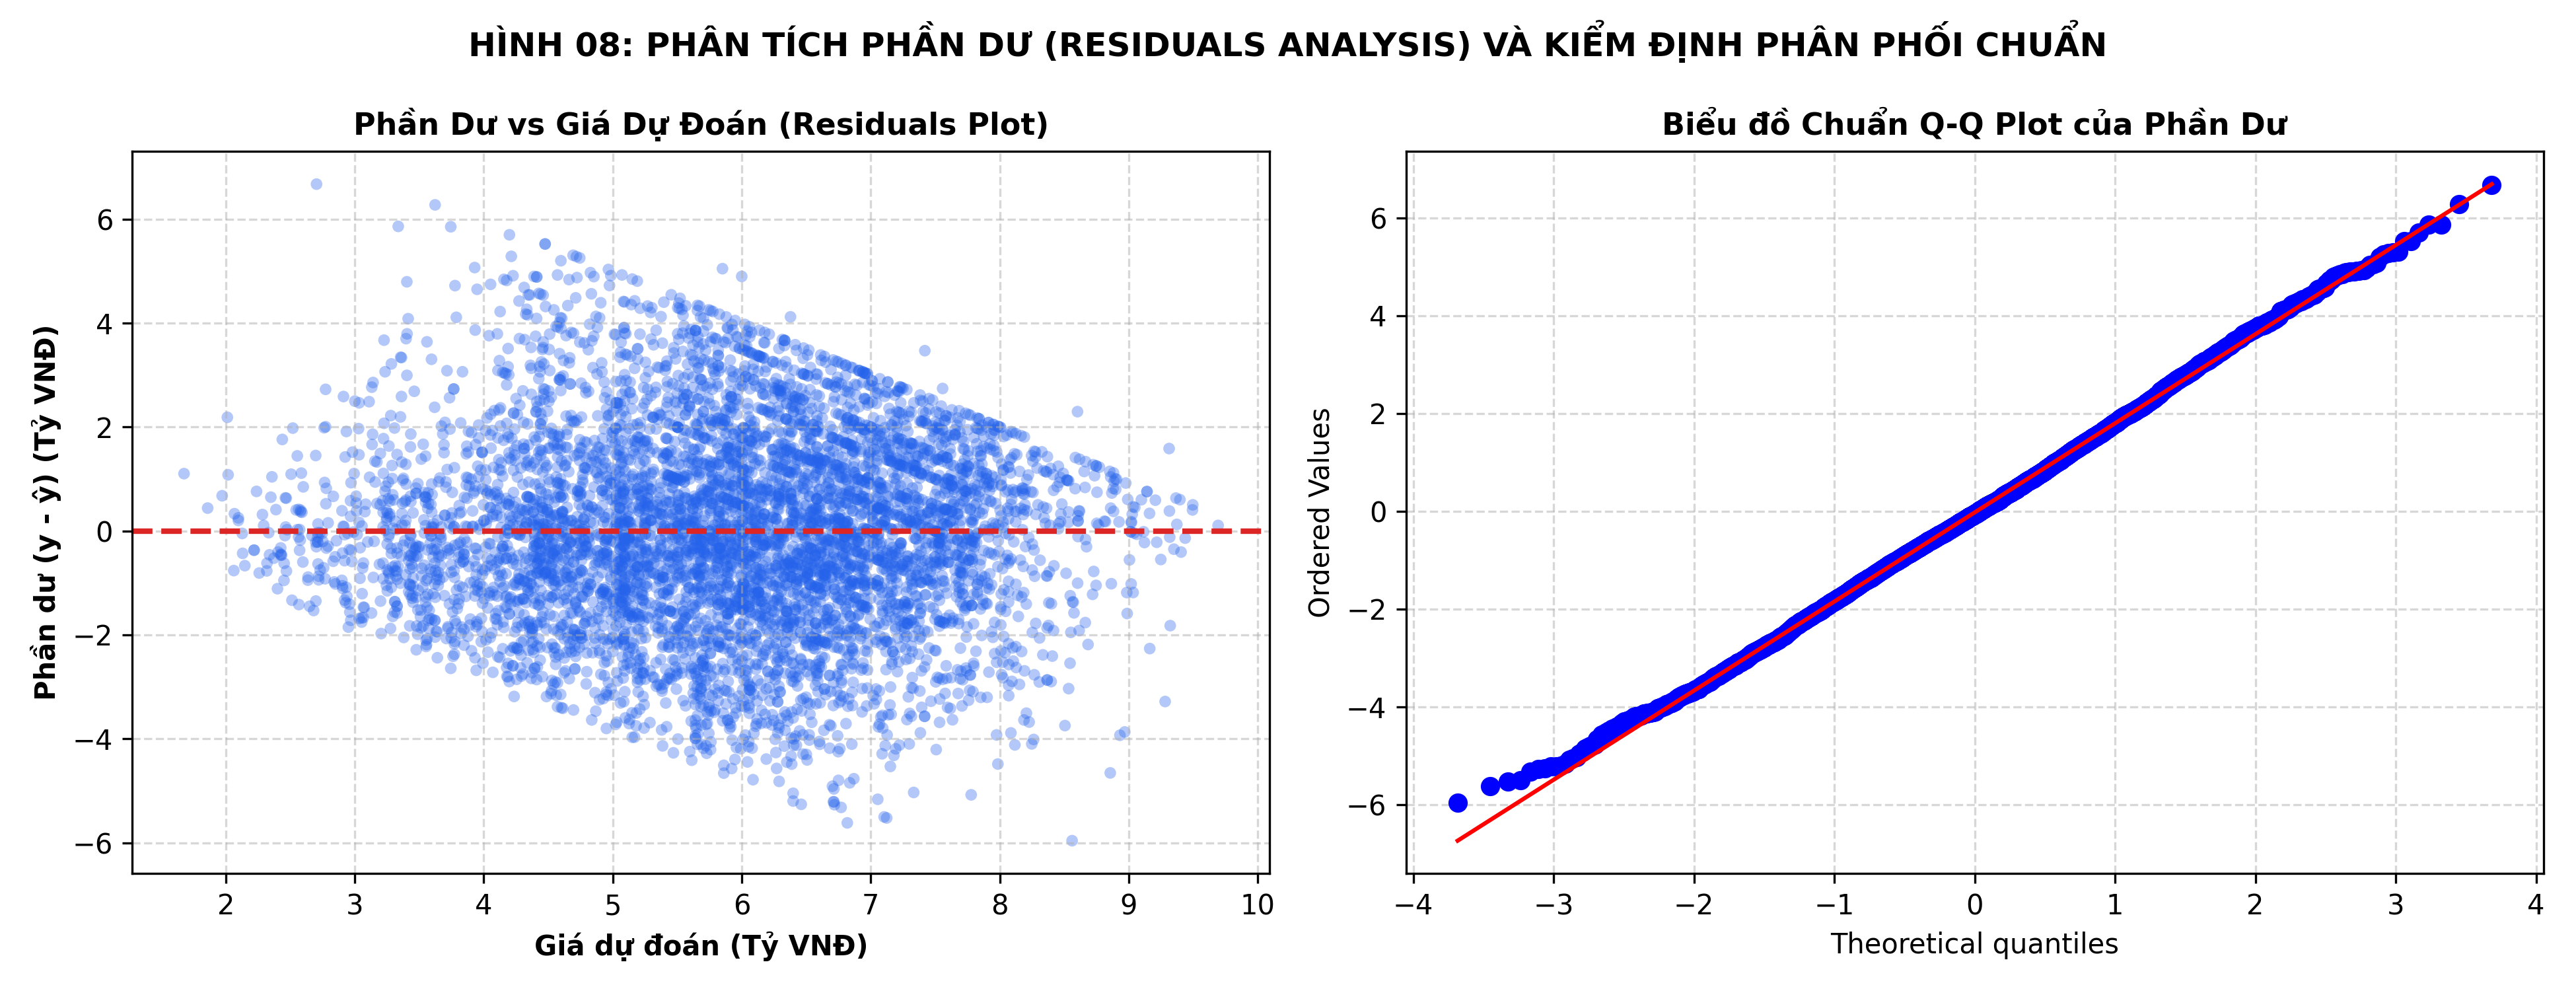 HÌNH 08: PHÂN TÍCH PHẦN DƯ (RESIDUALS ANALYSIS) VÀ KIỂM ĐỊNH PHÂN PHỐI CHUẨN
Phần Dư vs Giá Dự Đoán (Residuals Plot)
Phần dư (y - ŷ) (Tỷ VNĐ)
6
4
2
0
−2
−4
−6
2 3 4 5 6 7 8 9 10
Giá dự đoán (Tỷ VNĐ)
Biểu đồ Chuẩn Q-Q Plot của Phần Dư
Ordered Values
6
4
2
0
−2
−4
−6
−4 −3 −2 −1 0 1 2 3 4
Theoretical quantiles